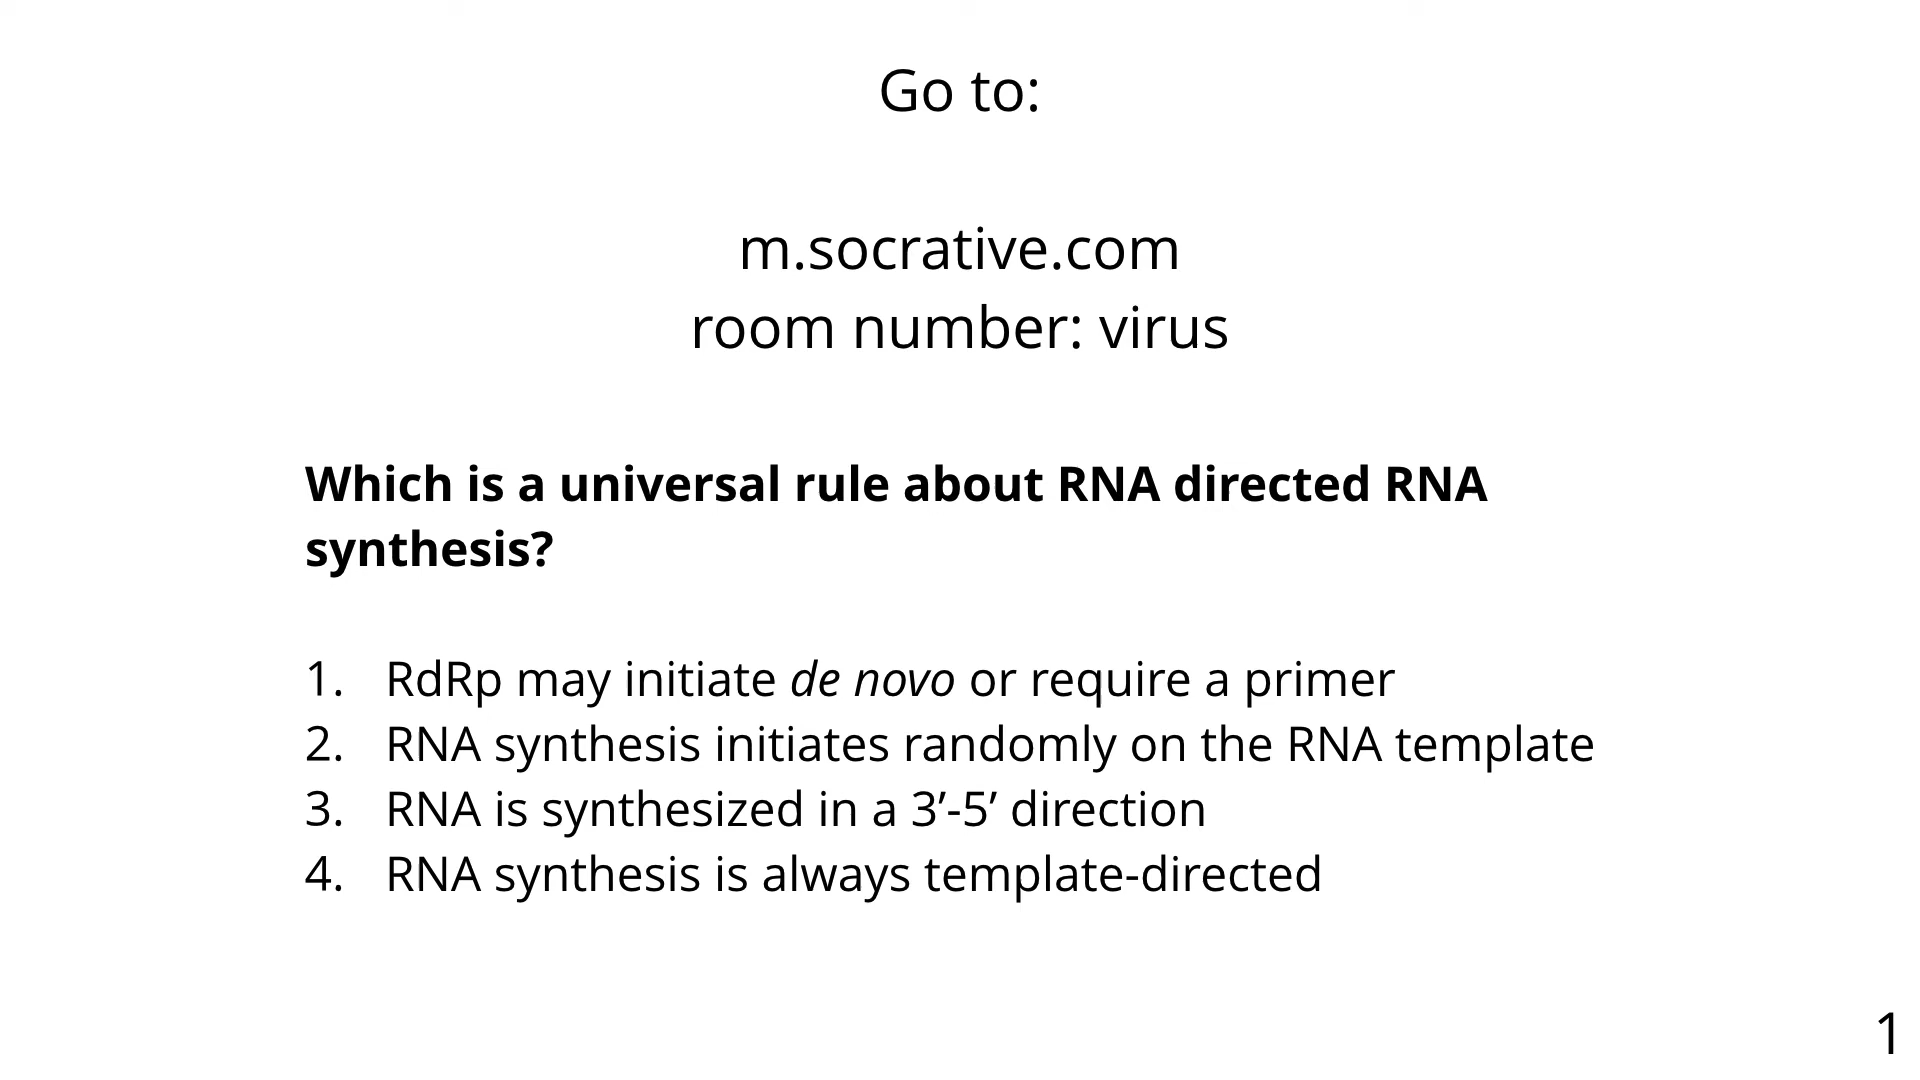 Go to:
m.socrative.com
room number: virus
Which is a universal rule about RNA directed RNA
synthesis?
1. RdRp may initiate de novo or require a primer
2. RNA synthesis initiates randomly on the RNA template
3. RNA is synthesized in a 3’-5’ direction
4. RNA synthesis is always template-directed
1